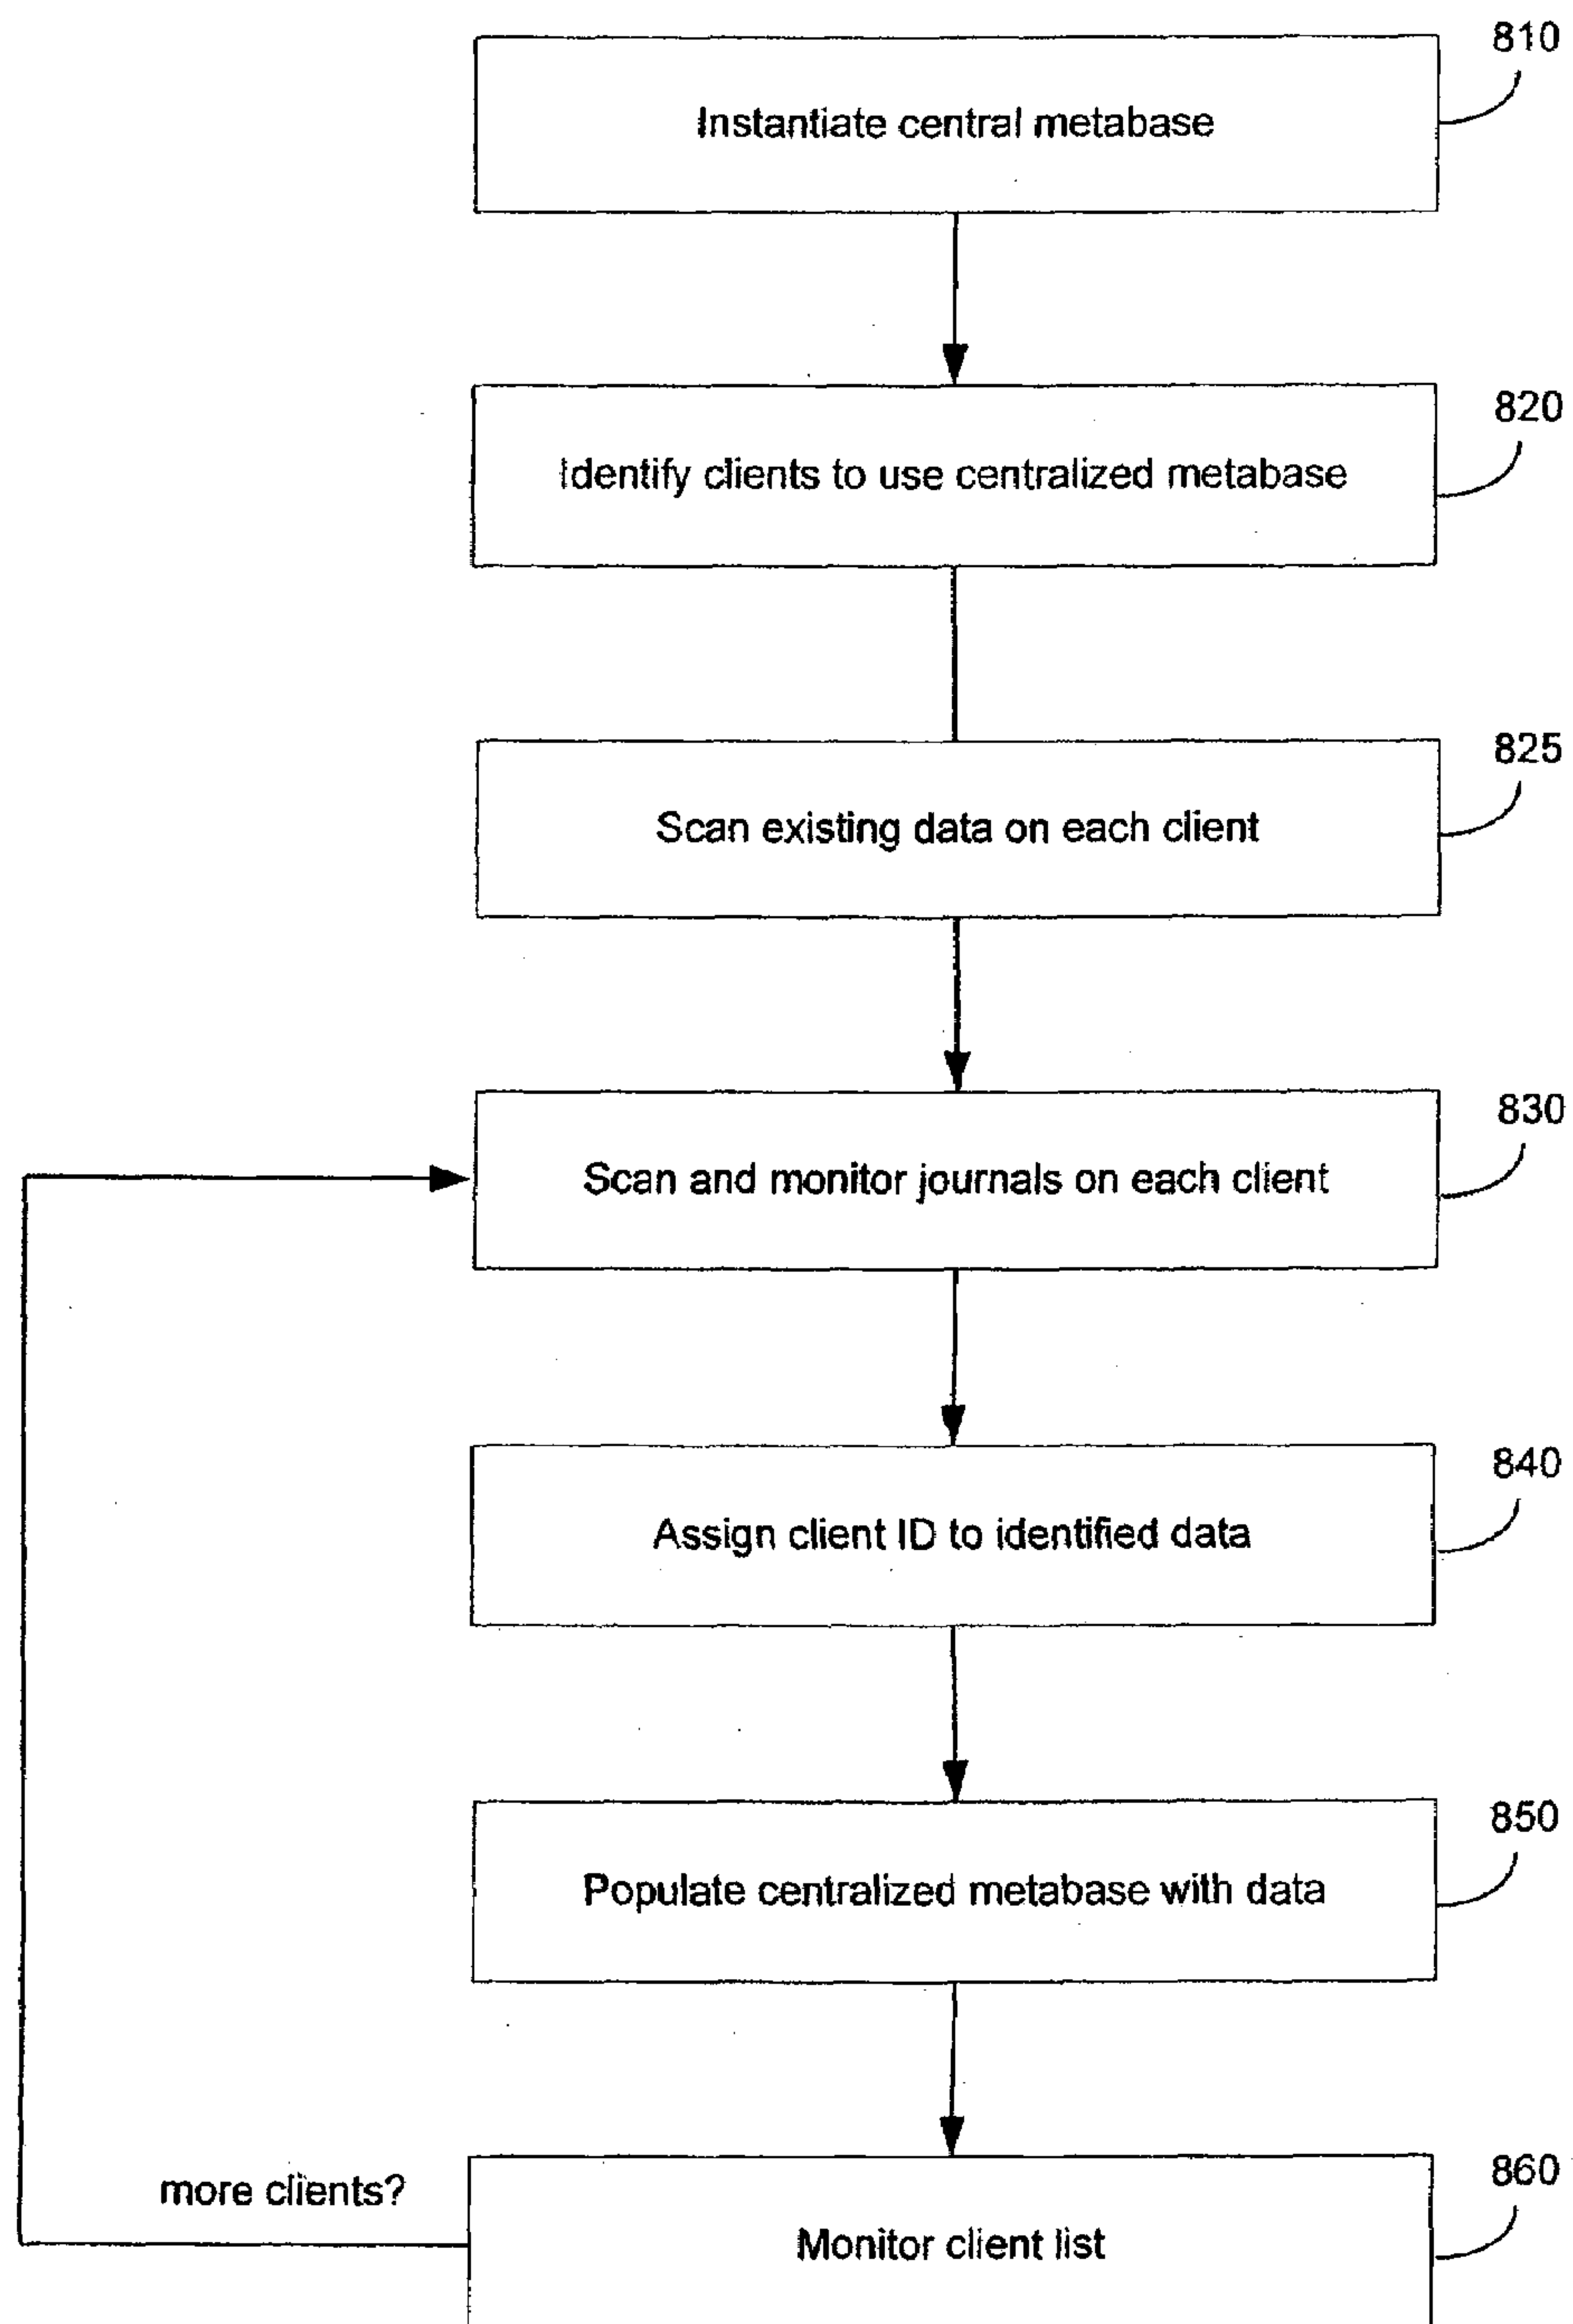 810
Instantiate central metabase
820
Identify clients to use centralized metabase
825
Scan existing data on each client
830
Scan and monitor journals on each client
840
Assign client ID to identified data
850
Populate centralized metabase with data
860
more clients?
Monitor client list